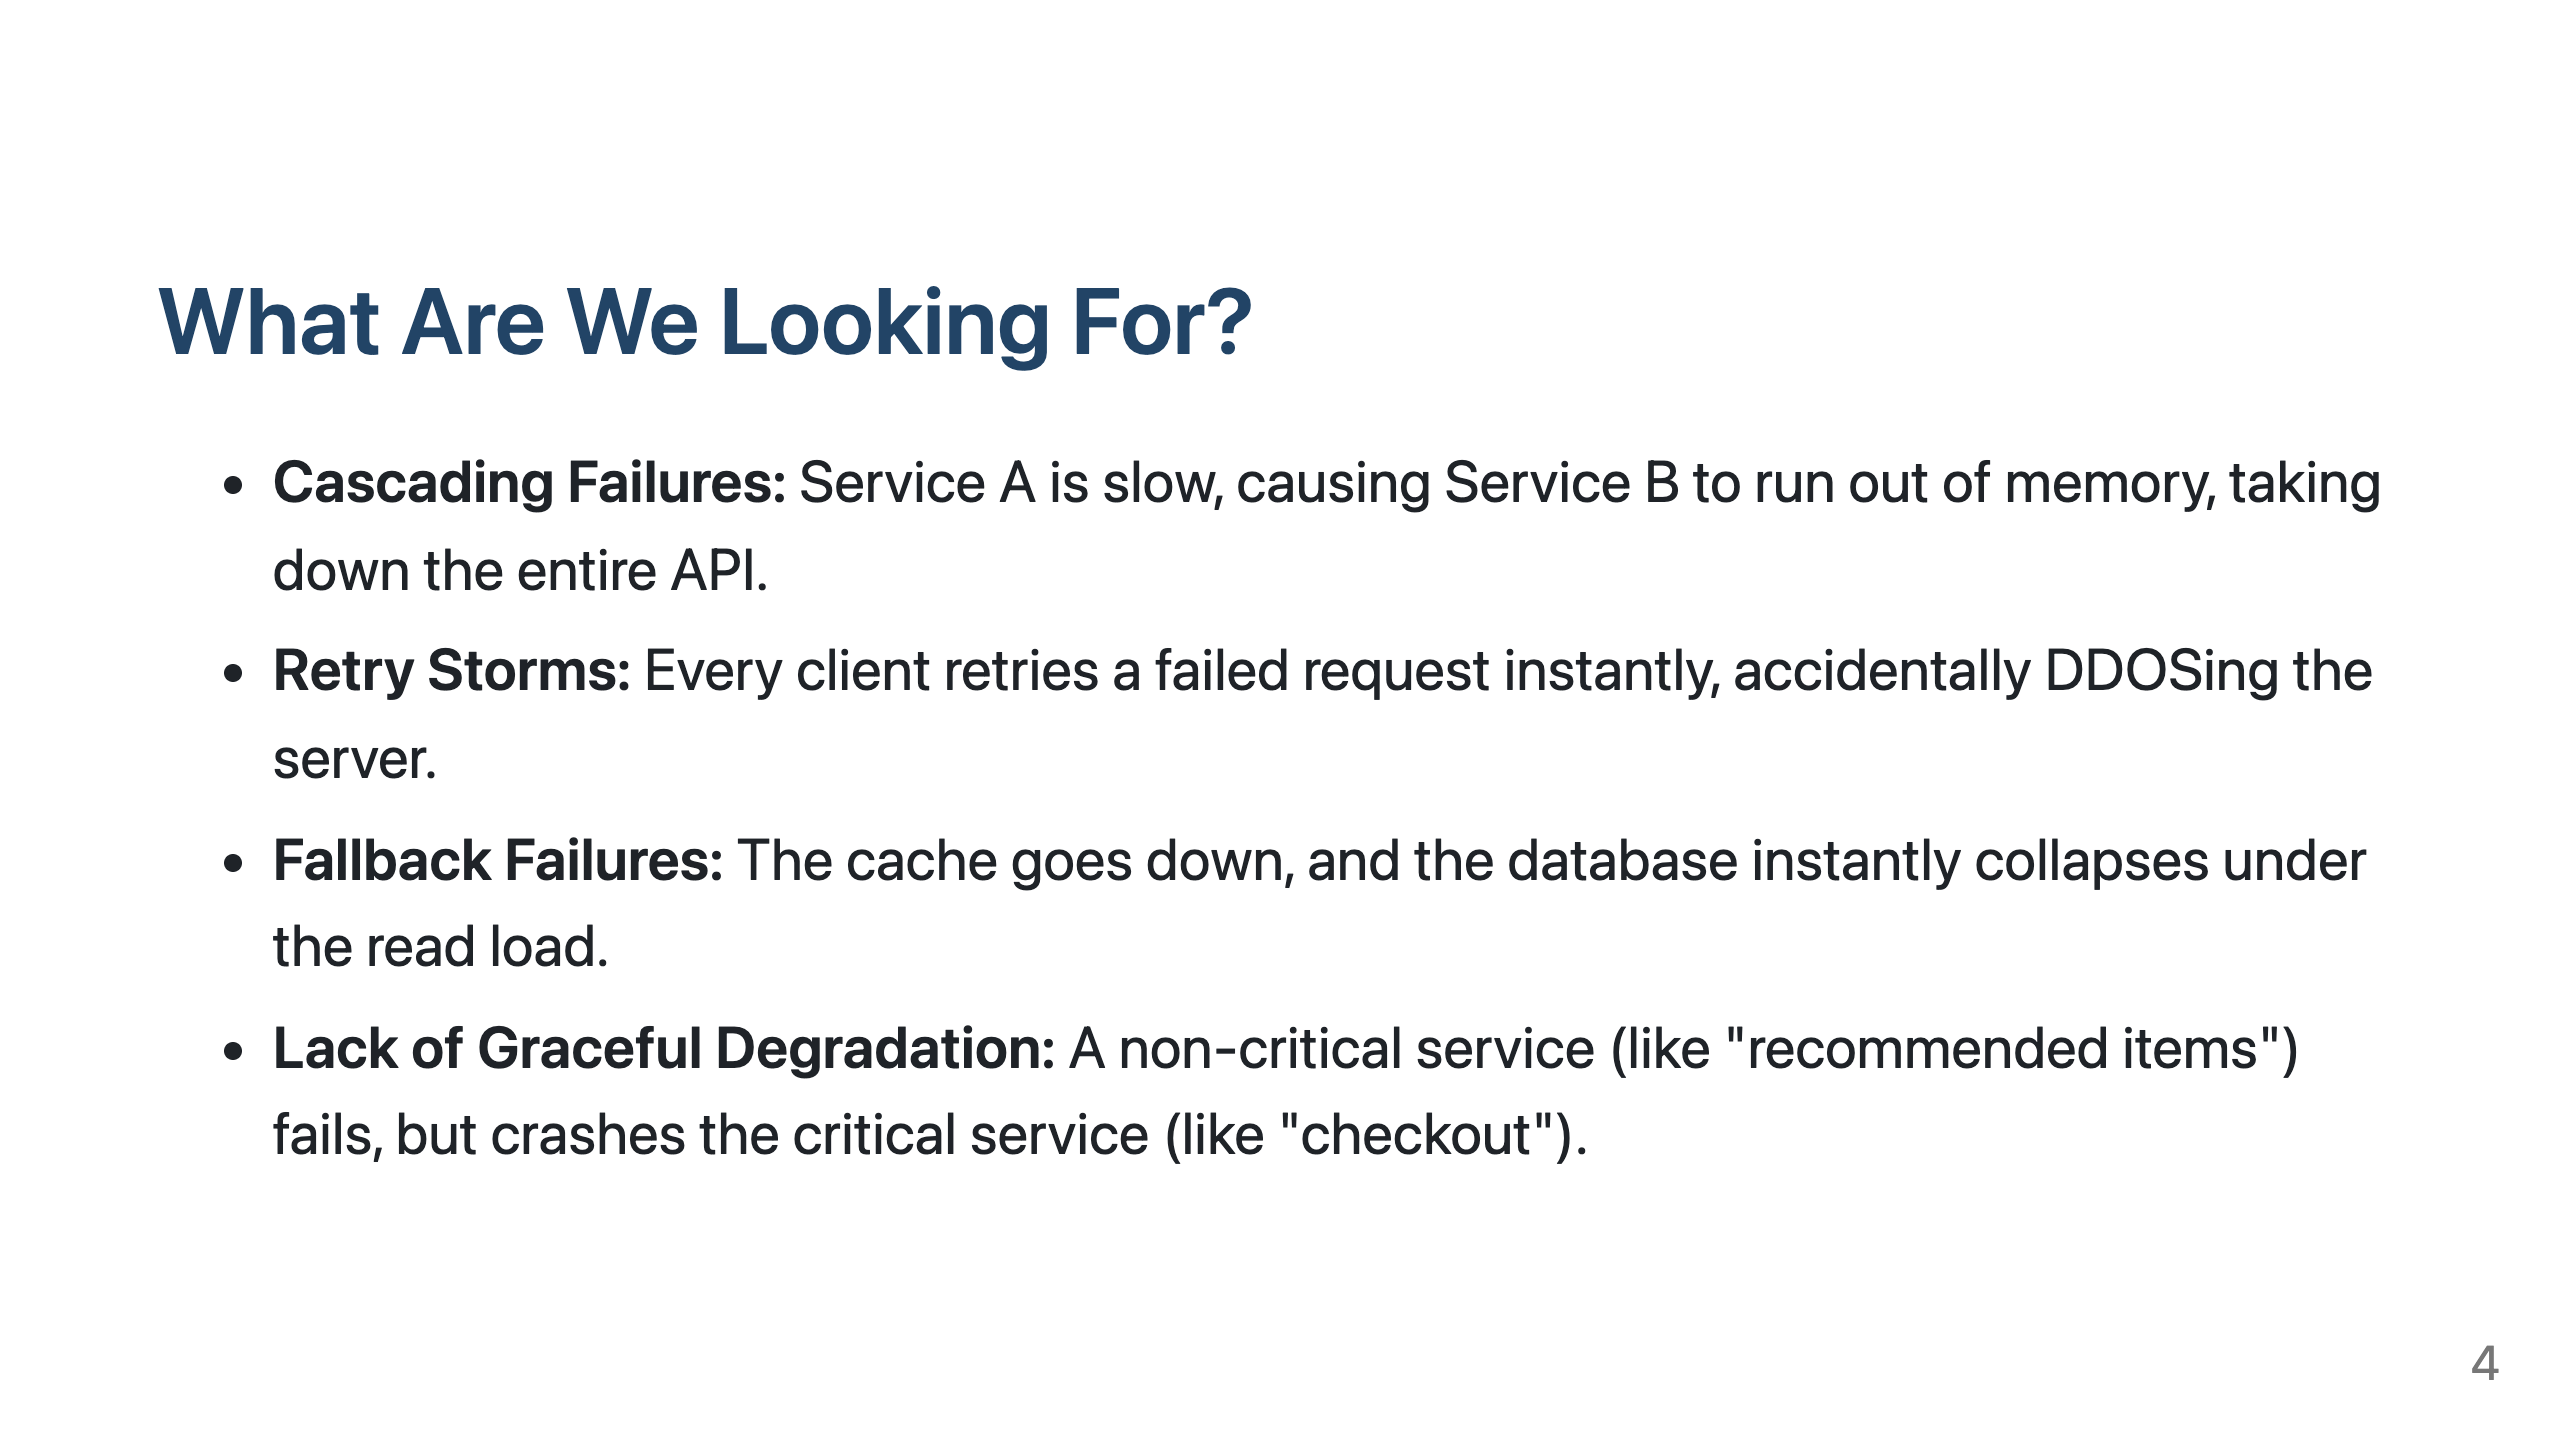 What Are We Looking For?
• Cascading Failures: Service A is slow, causing Service B to run out of memory, taking
down the entire API.
• Retry Storms: Every client retries a failed request instantly, accidentally DDOSing the
server.
• Fallback Failures: The cache goes down, and the database instantly collapses under
the read load.
• Lack of Graceful Degradation: A non-critical service (like "recommended items")
fails, but crashes the critical service (like "checkout").
4